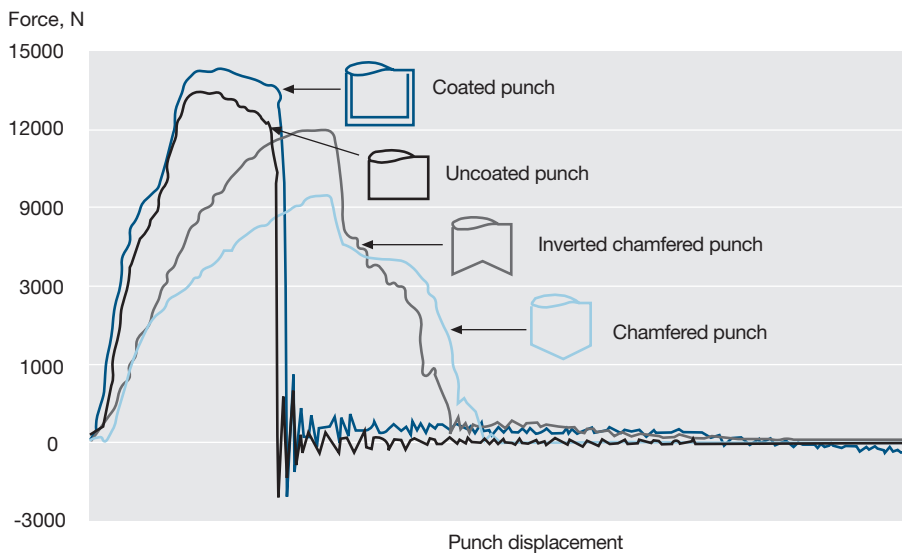 Force, N
15000
Coated punch
12000
Uncoated punch
9000
Inverted chamfered punch
3000
Chamfered punch
1000
0
-3000
Punch displacement